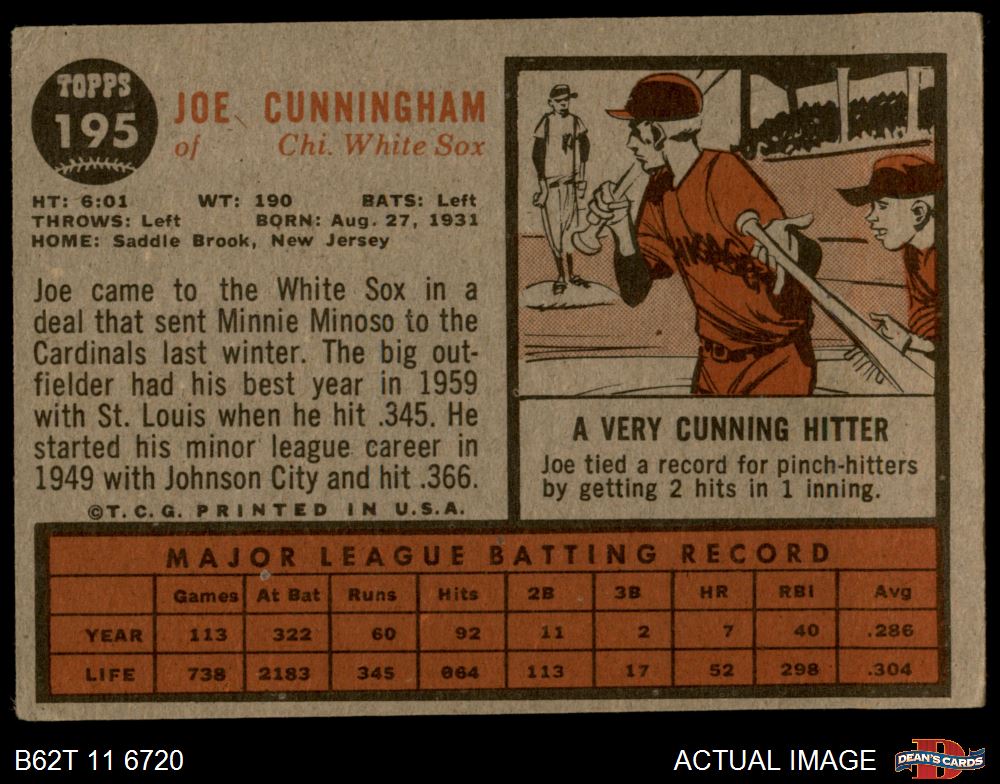 TOPPS
195
JOE CUNNINGHAM
of Chi. White Sox
HT: 6:01 WT: 190 BATS: Left
THROWS: Left BORN: Aug. 27, 1931
HOME: Saddle Brook, New Jersey
Joe came to the White Sox in a
deal that sent Minnie Minoso to the
Cardinals last winter. The big out-
fielder had his best year in 1959
with St. Louis when he hit .345. He
started his minor league career in
1949 with Johnson City and hit .366.
©T.C.G. PRINTED IN U.S.A.
A VERY CUNNING HITTER
Joe tied a record for pinch-hitters
by getting 2 hits in 1 inning.
MAJOR LEAGUE BATTING RECORD
Games At Bat Runs Hits 2B 3B HR RBI Avg
YEAR 113 322 60 92 11 2 7 40 .286
LIFE 738 2183 345 664 113 17 52 298 .304
B62T 11 6720
ACTUAL IMAGE
DEAN'S CARDS